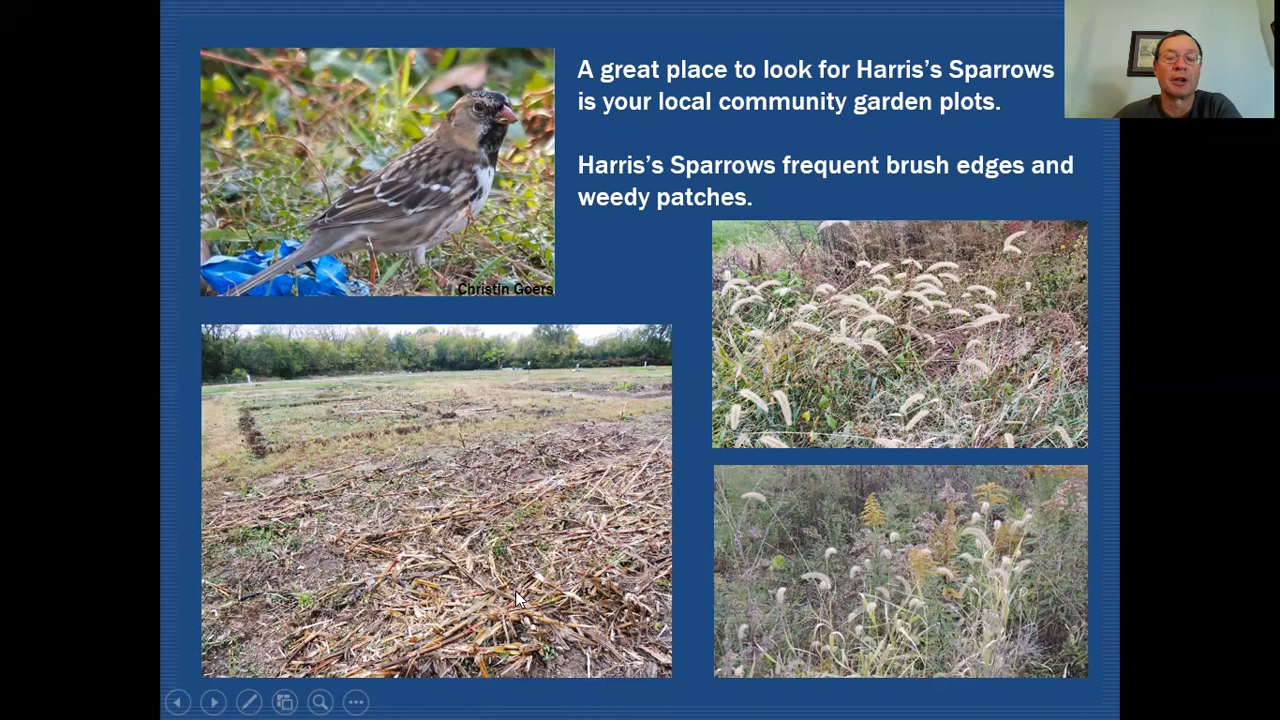 A great place to look for Harris's Sparrows
is your local community garden plots.
Harris's Sparrows frequent brush edges and
weedy patches.
Christin Goers